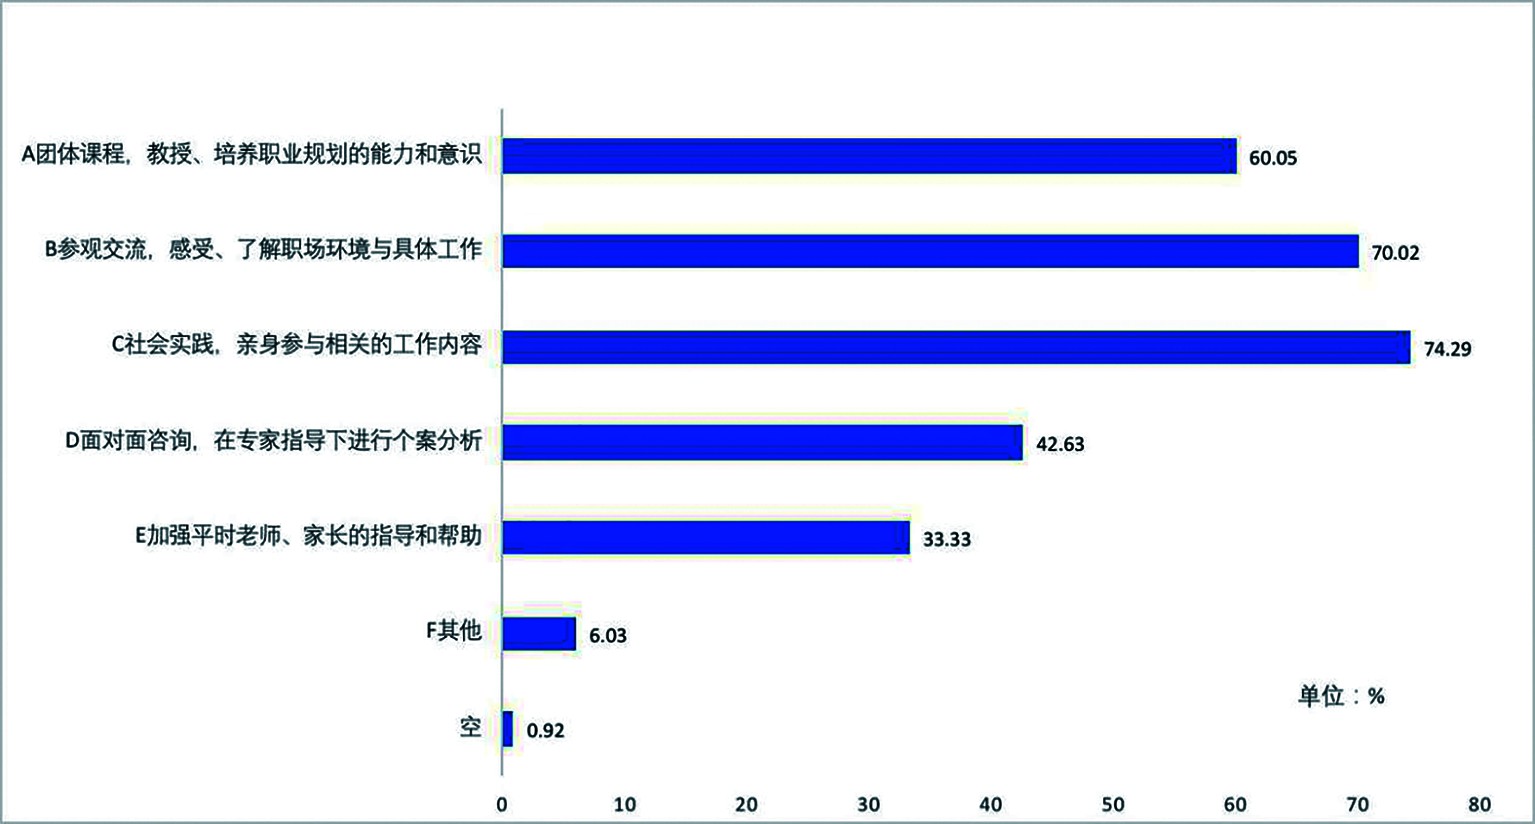 A团体课程，教授、培养职业规划的能力和意识
60.05
B参观交流，感受、了解职场环境与具体工作
70.02
C社会实践，亲身参与相关的工作内容
74.29
D面对面咨询，在专家指导下进行个案分析
42.63
E加强平时老师、家长的指导和帮助
33.33
F其他
6.03
单位：%
空
0.92
0 10 20 30 40 50 60 70 80